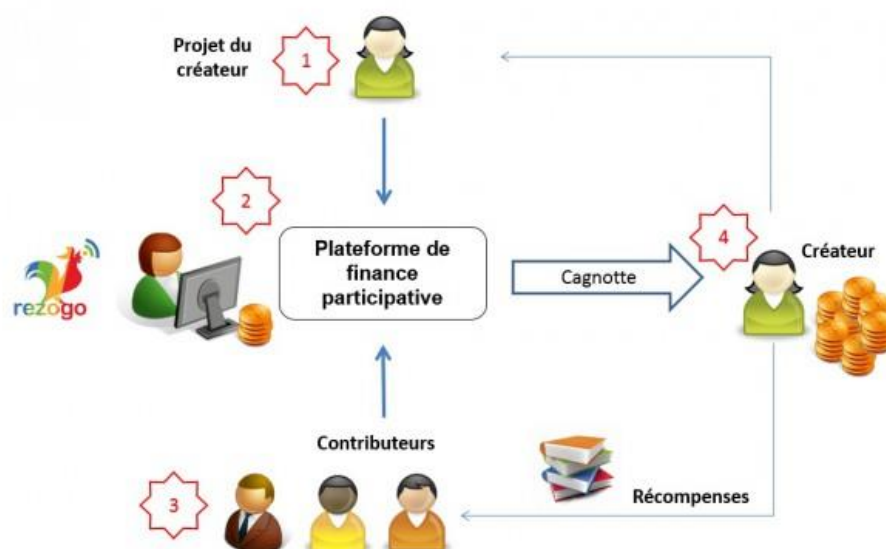 Projet du
créateur
1
2
rezogo
Plateforme de
finance
participative
Cagnotte
4
Créateur
Contributeurs
3
Récompenses